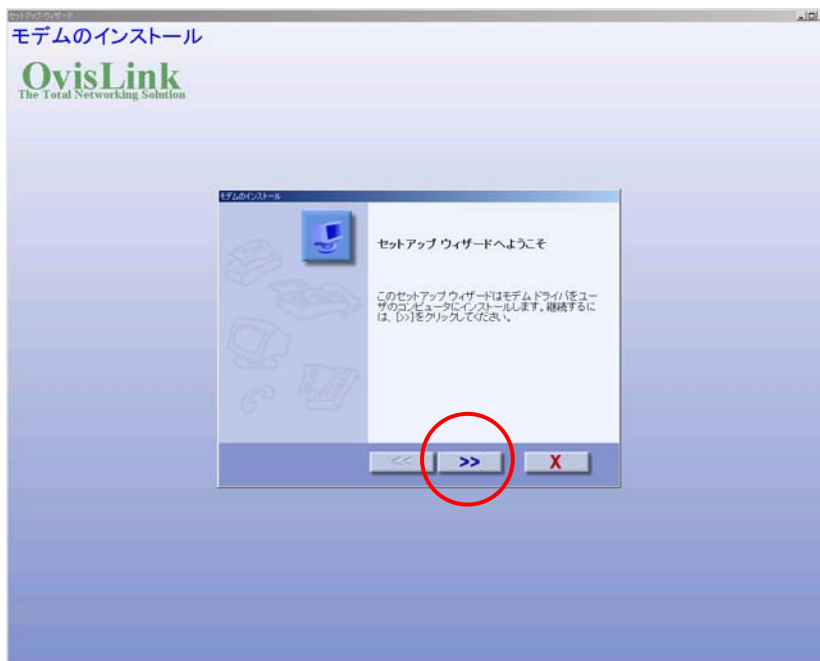 セットアップ ウィザード
モデムのインストール
OvisLink
The Total Networking Solution
モデムのインストール
セットアップ ウィザードへようこそ
このセットアップ ウィザードはモデム ドライバをユー
ザのコンピュータにインストールします。継続するに
は、[>>]をクリックしてください。
<< >> X